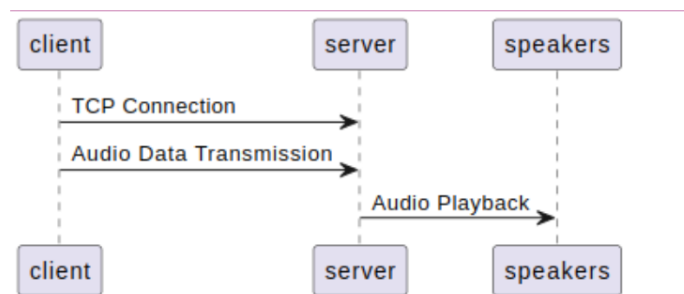 client server speakers
TCP Connection
Audio Data Transmission
Audio Playback
client server speakers